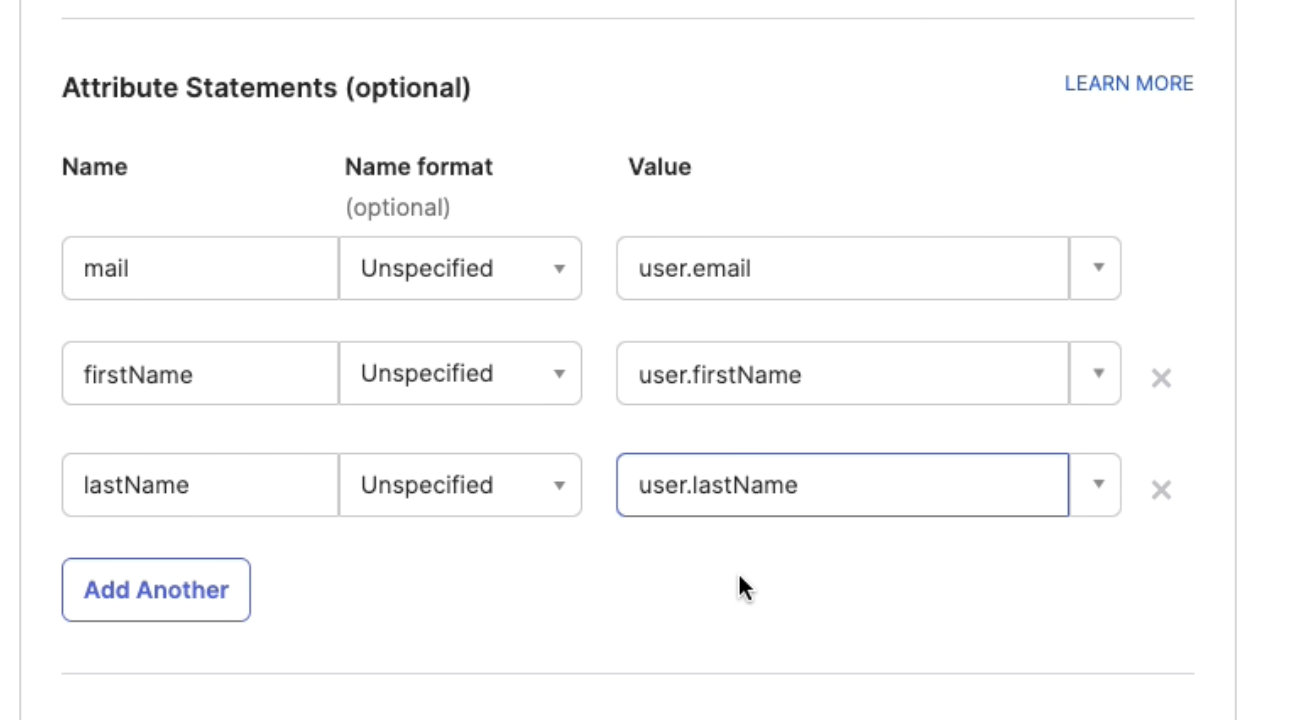 Attribute Statements (optional) LEARN MORE
Name Name format Value
(optional)
mail Unspecified user.email
firstName Unspecified user.firstName
lastName Unspecified user.lastName
Add Another